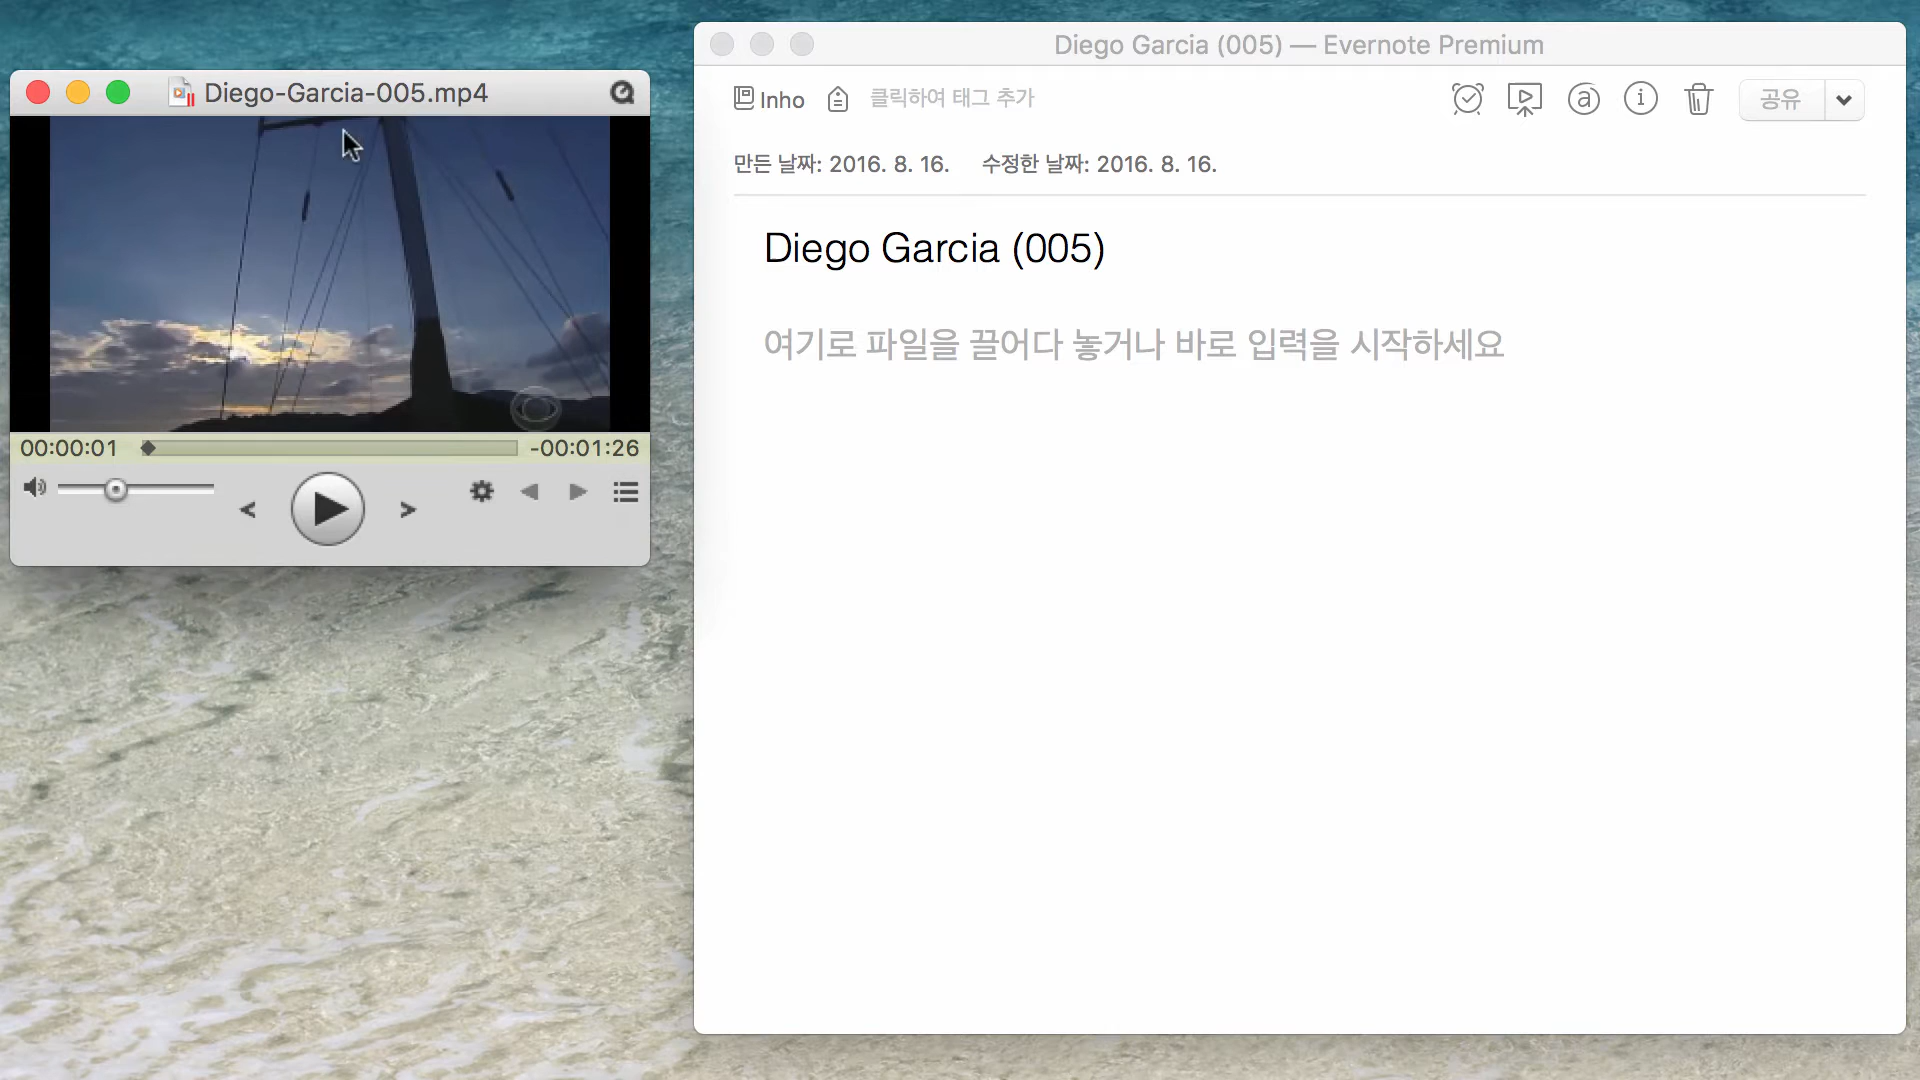 Diego-Garcia-005.mp4
00:00:01
-00:01:26
Diego Garcia (005) — Evernote Premium
Inho
클릭하여 태그 추가
공유
만든 날짜: 2016. 8. 16.
수정한 날짜: 2016. 8. 16.
Diego Garcia (005)
여기로 파일을 끌어다 놓거나 바로 입력을 시작하세요